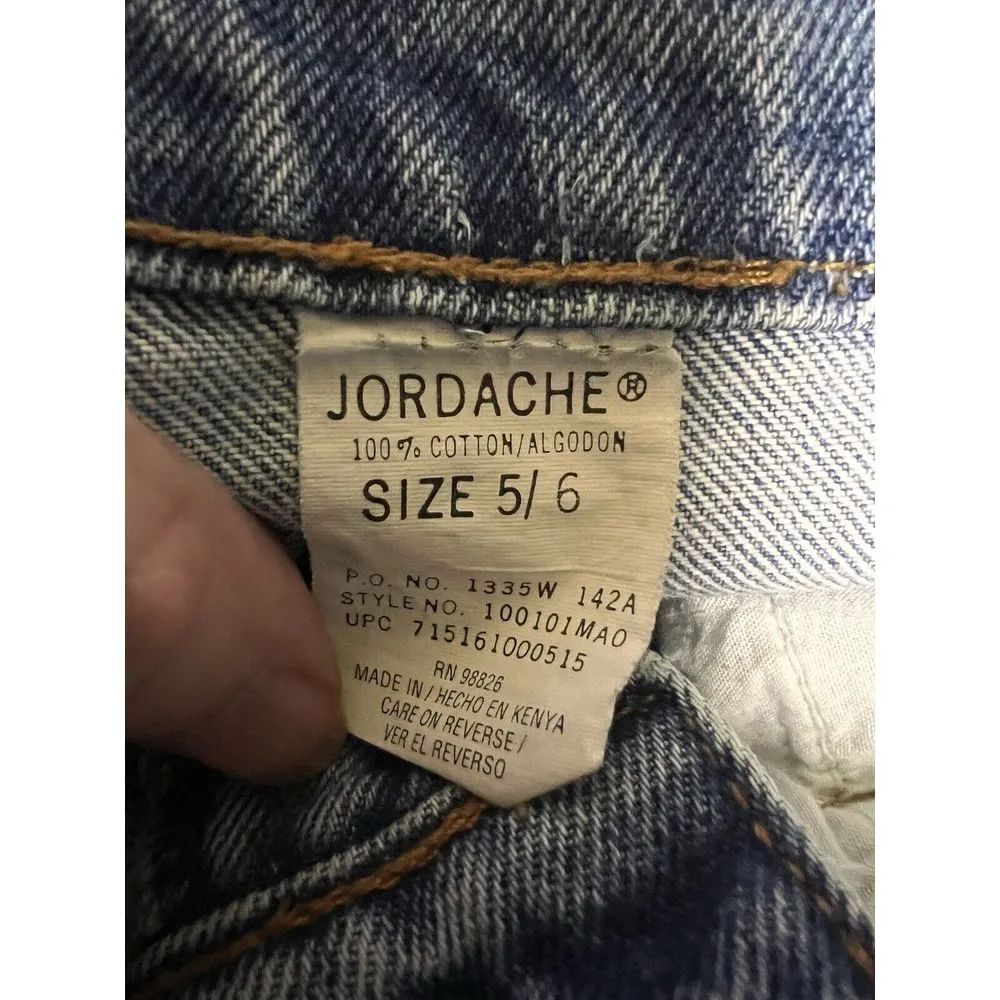 JORDACHE®
100% COTTON/ALGODON
SIZE 5/6
P.O. NO. 1335W 142A
STYLE NO. 100101MAO
UPC 715161000515
RN 98826
MADE IN/HECHO EN KENYA
CARE ON REVERSE/
VER EL REVERSO